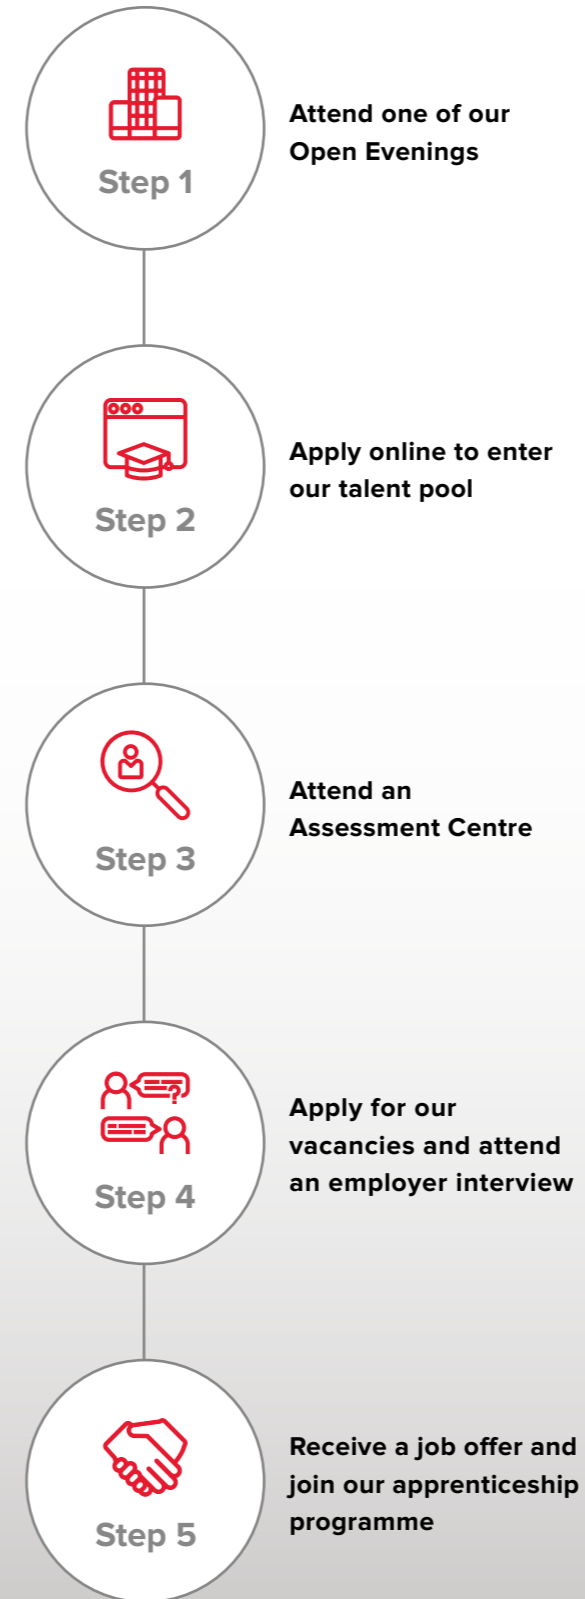 Step 1
Attend one of our
Open Evenings
Step 2
Apply online to enter
our talent pool
Step 3
Attend an
Assessment Centre
Step 4
Apply for our
vacancies and attend
an employer interview
Step 5
Receive a job offer and
join our apprenticeship
programme